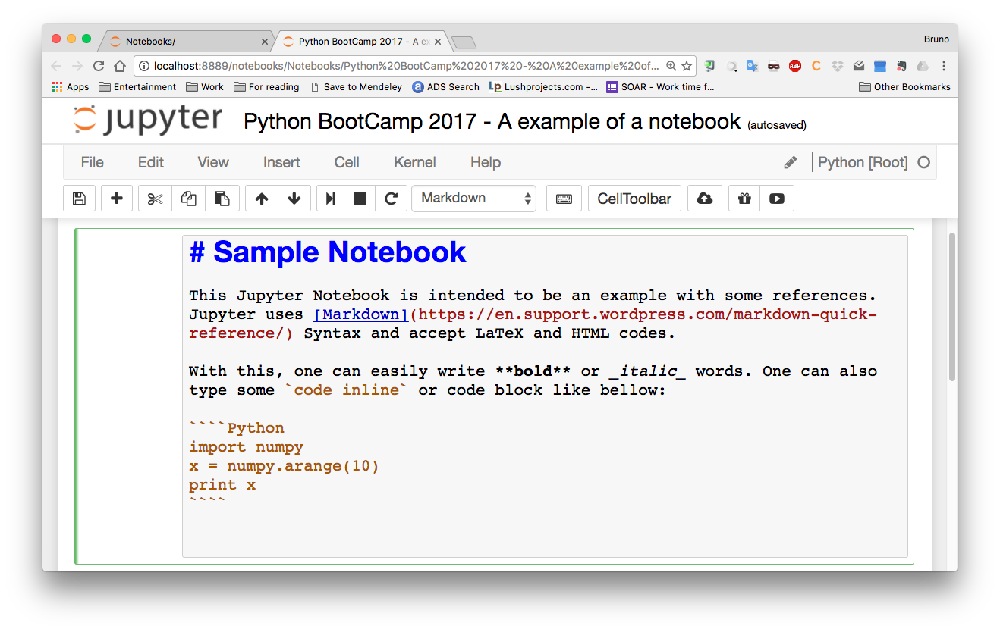 Notebooks/
Python BootCamp 2017 - A ex
Bruno
localhost:8889/notebooks/Notebooks/Python%20BootCamp%202017%20-%20A%20example%20of...
ABP
C
Apps
Entertainment
Work
For reading
Save to Mendeley
a ADS Search
Lp Lushprojects.com -...
SOAR - Work time f...
Other Bookmarks
jupyter
Python BootCamp 2017 - A example of a notebook (autosaved)
File Edit View Insert Cell Kernel Help
Python [Root]
Markdown
CellToolbar
# Sample Notebook
This Jupyter Notebook is intended to be an example with some references.
Jupyter uses [Markdown](https://en.support.wordpress.com/markdown-quick-
reference/) Syntax and accept LaTeX and HTML codes.
With this, one can easily write **bold** or _italic_ words. One can also
type some `code inline` or code block like bellow:
````Python
import numpy
x = numpy.arange(10)
print x
````